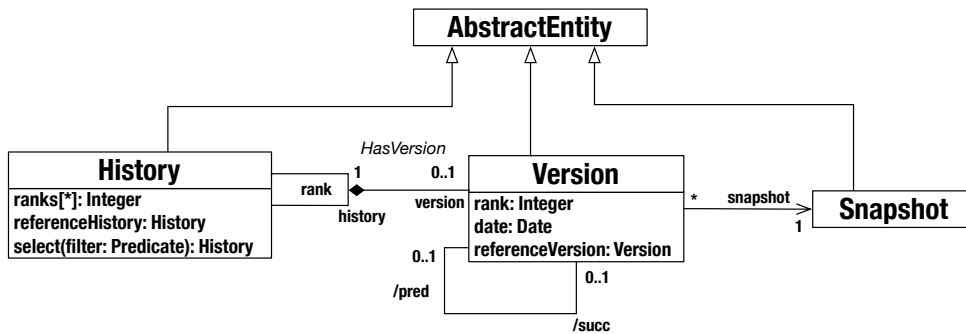 AbstractEntity
HasVersion
History
ranks[*]: Integer
referenceHistory: History
select(filter: Predicate): History
rank
1
history
0..1
version
Version
rank: Integer
date: Date
referenceVersion: Version
*
snapshot
1
Snapshot
0..1
/pred
0..1
/succ